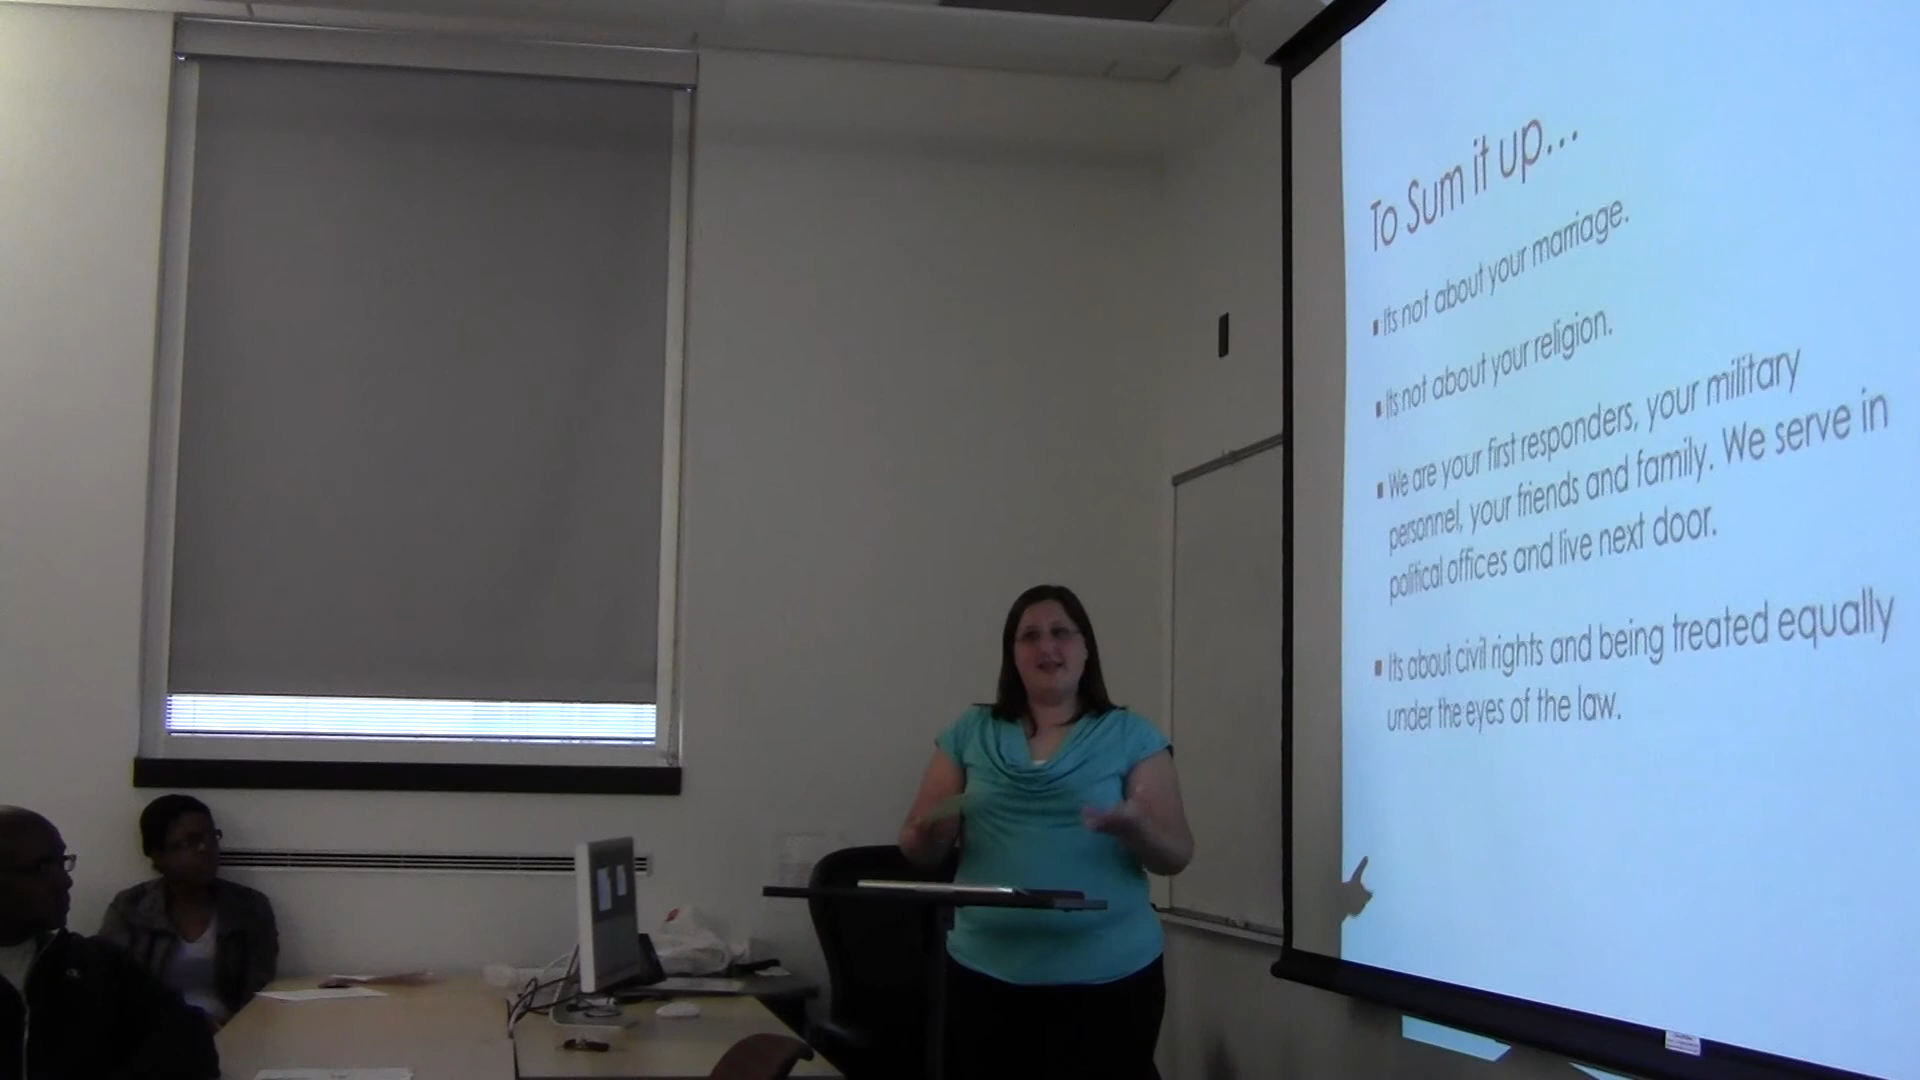 To Sum it up...
Its not about your marriage.
Its not about your religion.
We are your first responders, your military
personnel, your friends and family. We serve in
political offices and live next door.
Its about civil rights and being treated equally
under the eyes of the law.